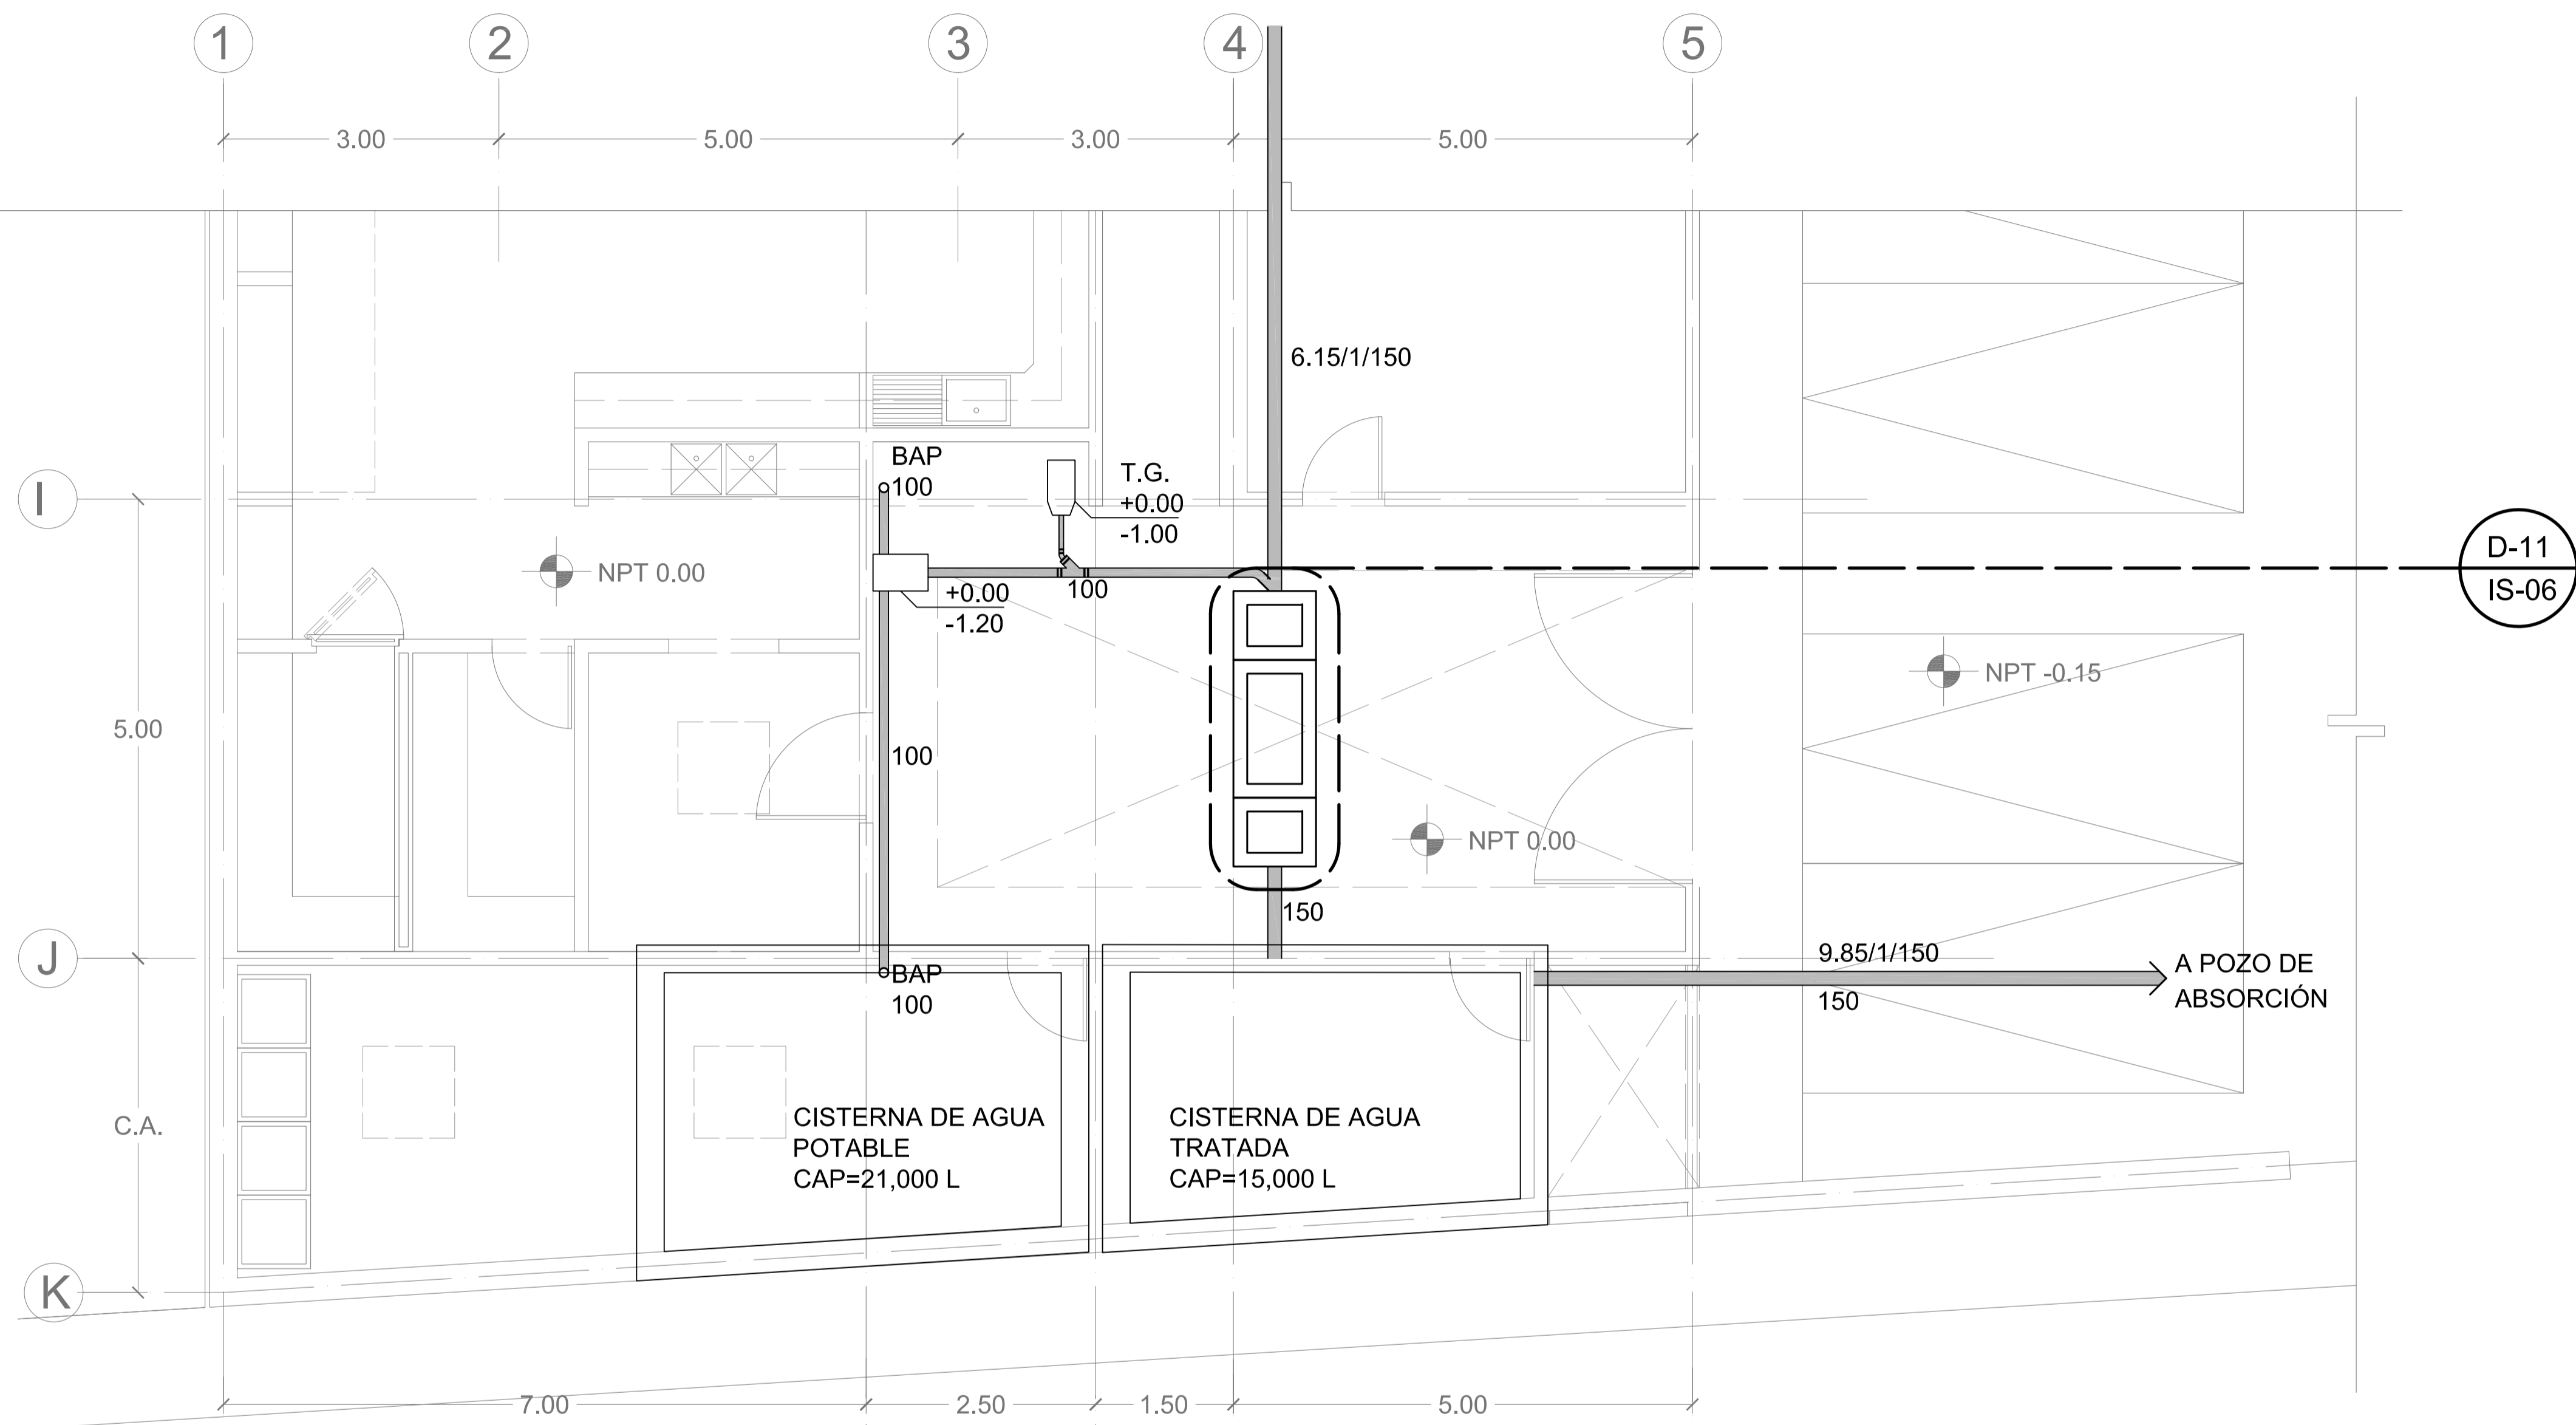 1
2
3
4
5
3.00
5.00
3.00
5.00
6.15/1/150
BAP
100
T.G.
+0.00
-1.00
I
D-11
IS-06
NPT 0.00
100
+0.00
-1.20
NPT -0.15
5.00
100
NPT 0.00
150
J
9.85/1/150
150
A POZO DE
ABSORCIÓN
BAP
100
C.A.
CISTERNA DE AGUA
POTABLE
CAP=21,000 L
CISTERNA DE AGUA
TRATADA
CAP=15,000 L
K
7.00
2.50
1.50
5.00